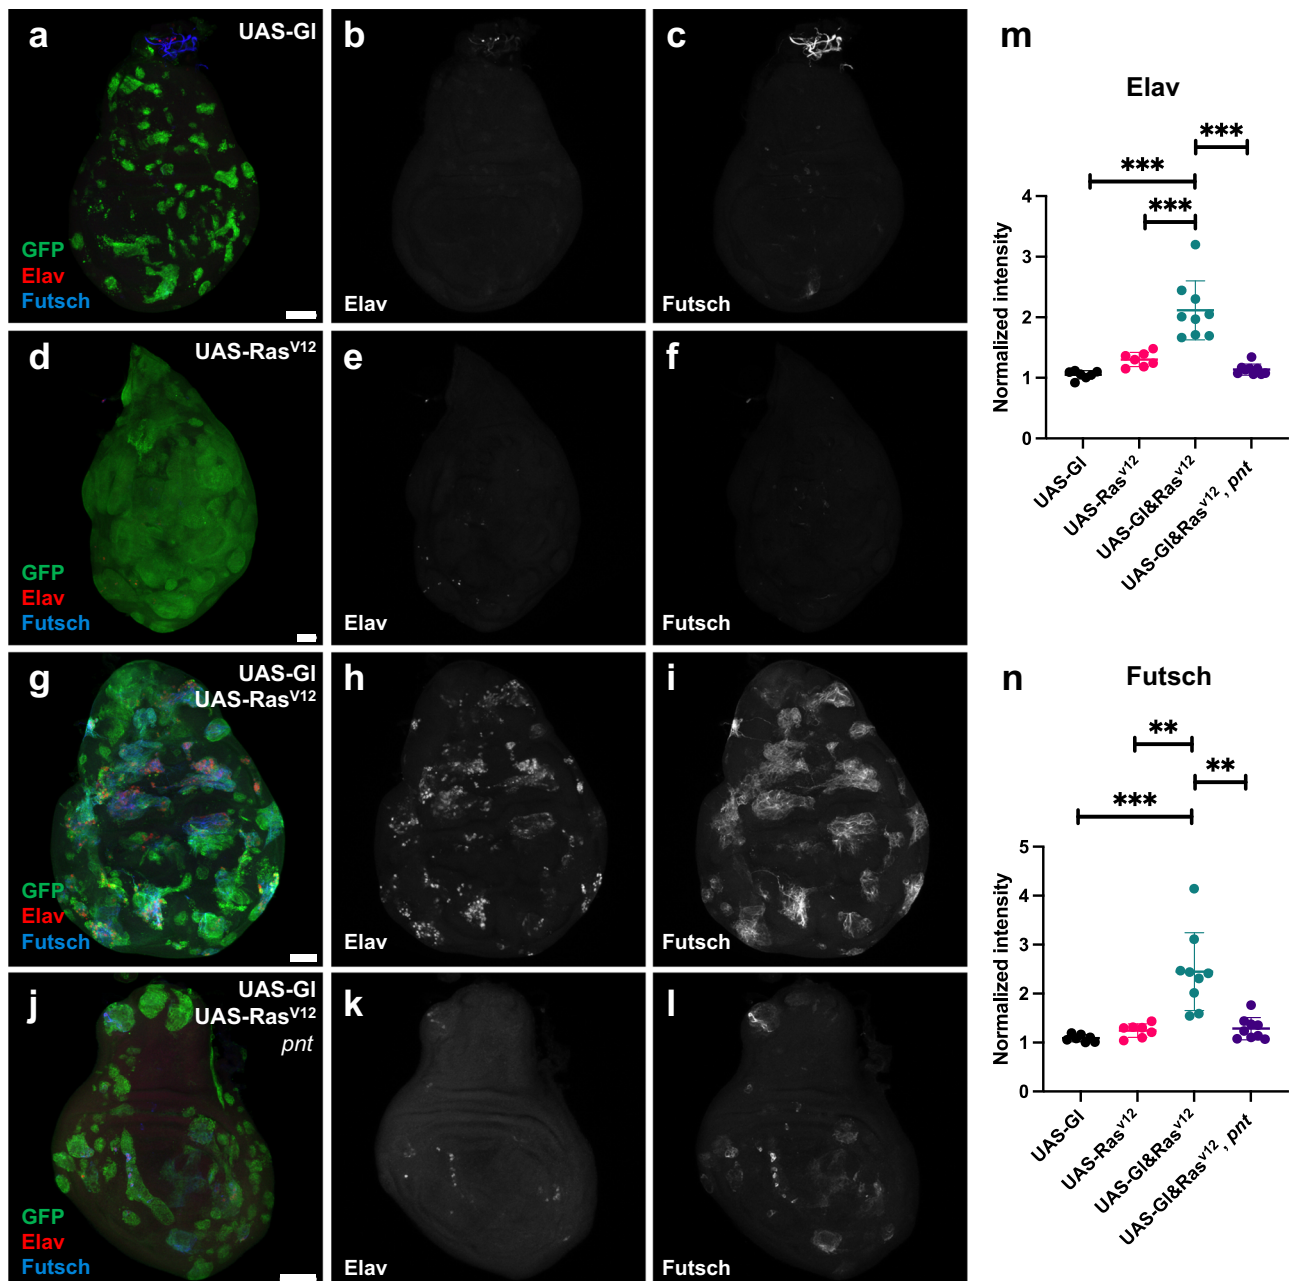 a UAS-Gl
GFP
Elav
Futsch
b
Elav
c
Futsch
d UAS-Rasⱽ¹²
GFP
Elav
Futsch
e
Elav
f
Futsch
g UAS-Gl
UAS-Rasⱽ¹²
GFP
Elav
Futsch
h
Elav
i
Futsch
j UAS-Gl
UAS-Rasⱽ¹²
pnt
GFP
Elav
Futsch
k
Elav
l
Futsch
m
Elav
***
***
***
Normalized intensity
4
3
2
1
0
UAS-Gl
UAS-Rasⱽ¹²
UAS-Gl&Rasⱽ¹²
UAS-Gl&Rasⱽ¹², pnt
n
Futsch
**
**
***
Normalized intensity
5
4
3
2
1
0
UAS-Gl
UAS-Rasⱽ¹²
UAS-Gl&Rasⱽ¹²
UAS-Gl&Rasⱽ¹², pnt